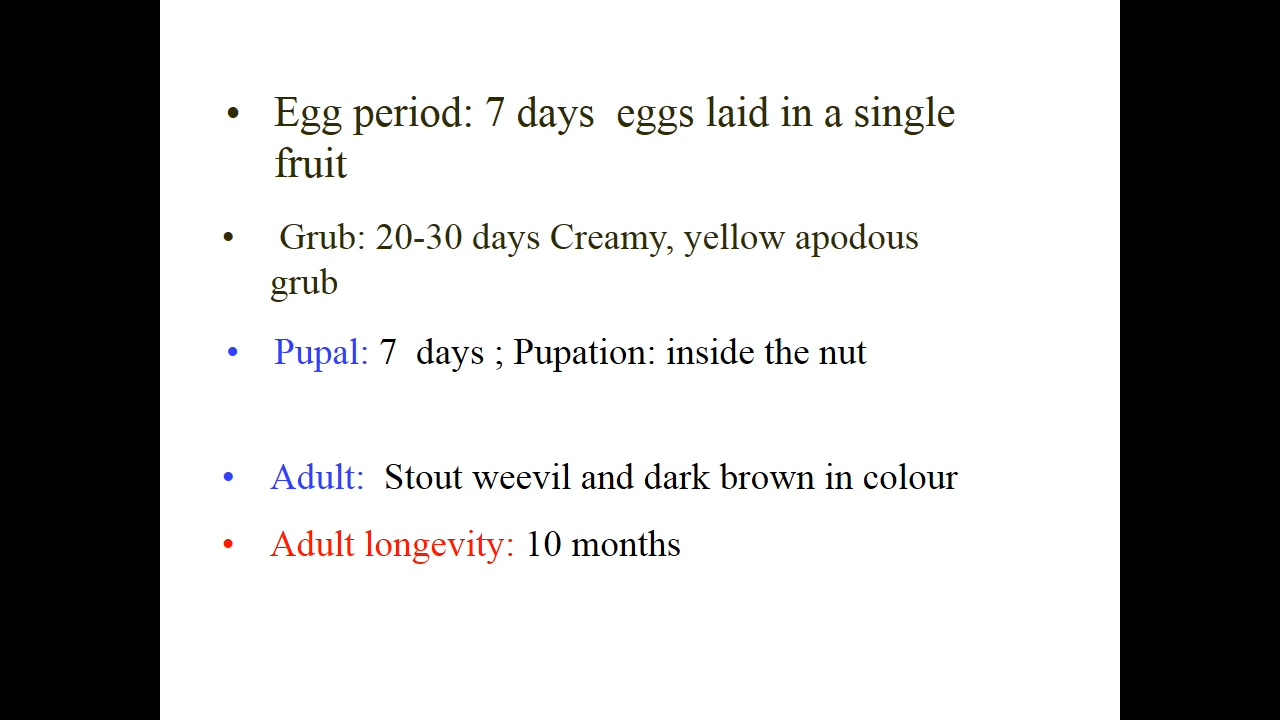 • Egg period: 7 days  eggs laid in a single
fruit
• Grub: 20-30 days Creamy, yellow apodous
grub
• Pupal: 7  days ; Pupation: inside the nut
• Adult:  Stout weevil and dark brown in colour
• Adult longevity: 10 months